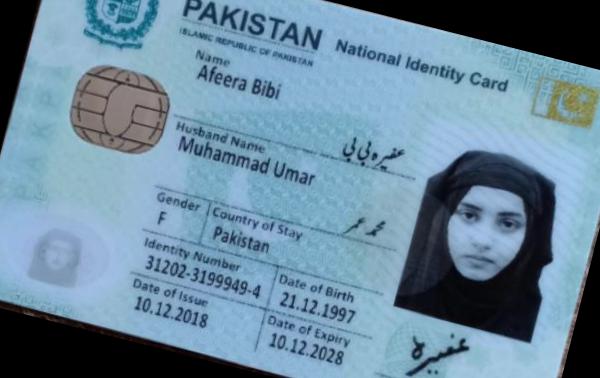 PAKISTAN National Identity Card
ISLAMIC REPUBLIC OF PAKISTAN
Name
Afeera Bibi
عفیرہ بی بی
Husband Name
Muhammad Umar
محمد عمر
Gender
F
Country of Stay
Pakistan
Identity Number
31202-3199949-4
Date of Birth
21.12.1997
Date of Issue
10.12.2018
Date of Expiry
10.12.2028
عفیرہ